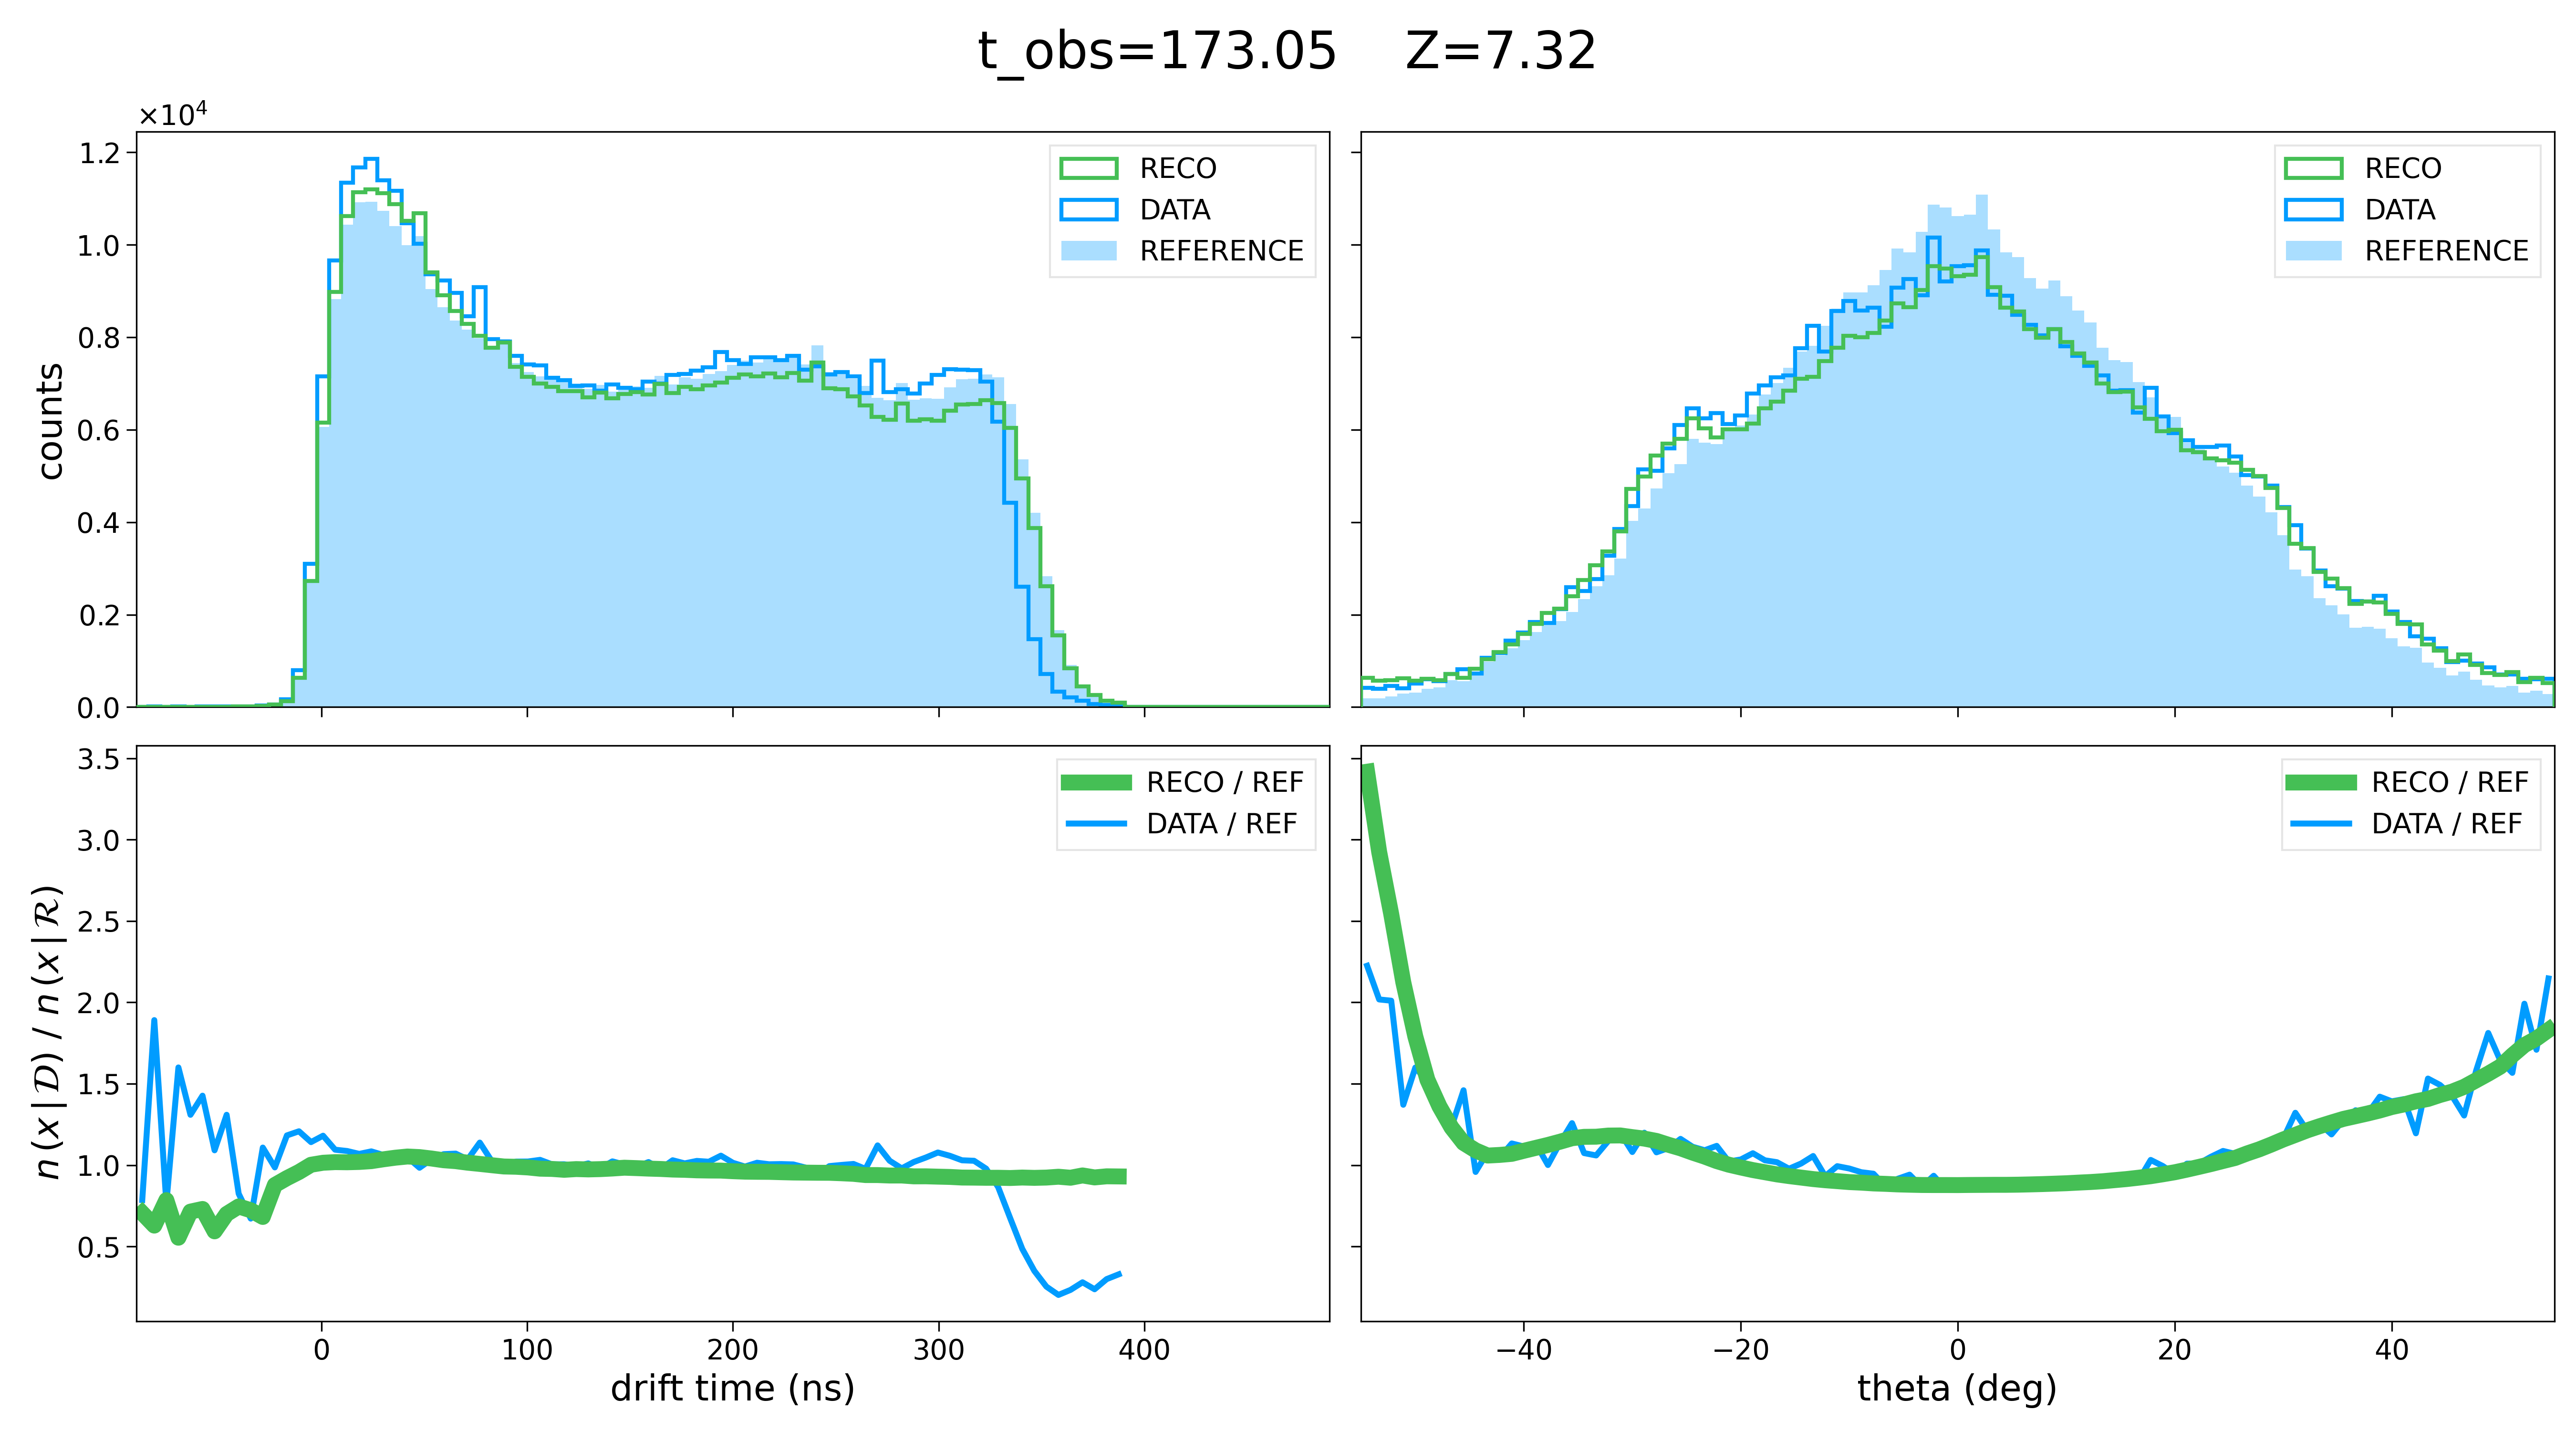 t_obs=173.05 Z=7.32
×10⁴
1.2
1.0
0.8
0.6
0.4
0.2
0.0
counts
RECO
DATA
REFERENCE
RECO
DATA
REFERENCE
3.5
3.0
2.5
2.0
1.5
1.0
0.5
n(x|𝒟) / n(x|ℛ)
RECO / REF
DATA / REF
0 100 200 300 400
drift time (ns)
RECO / REF
DATA / REF
−40 −20 0 20 40
theta (deg)